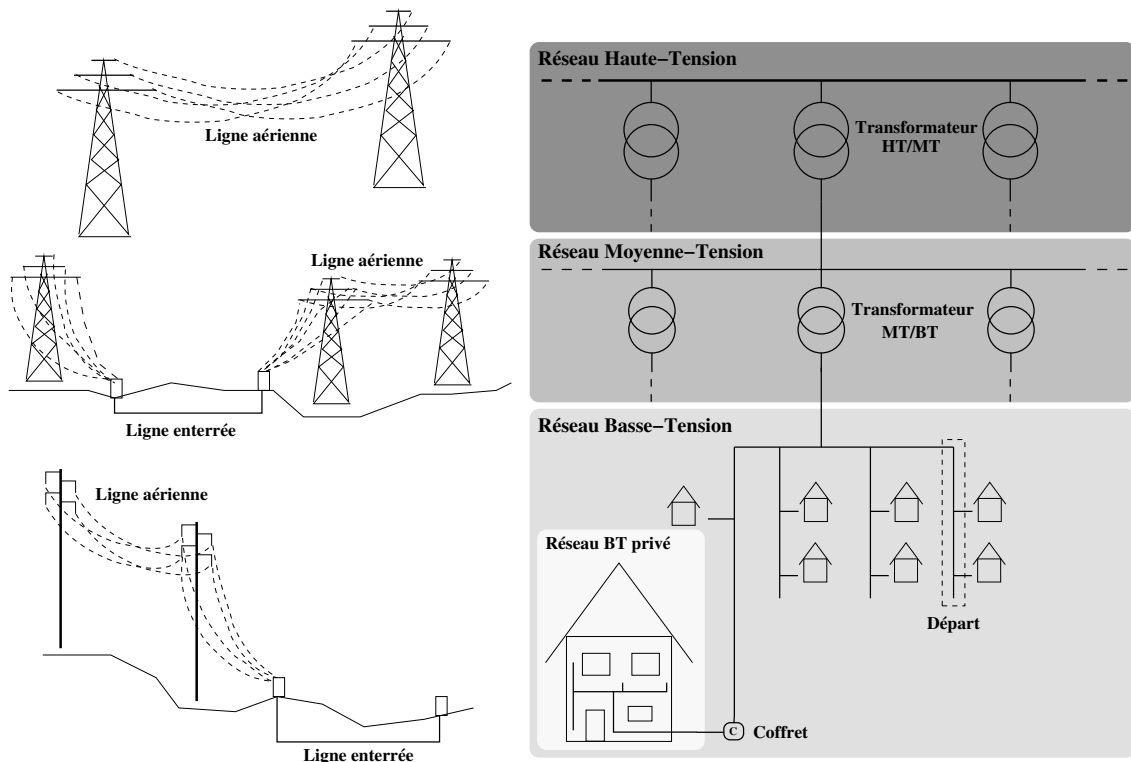 Ligne aérienne
Ligne aérienne
Ligne enterrée
Ligne aérienne
Ligne enterrée
Réseau Haute–Tension
Transformateur
HT/MT
Réseau Moyenne–Tension
Transformateur
MT/BT
Réseau Basse–Tension
Réseau BT privé
Départ
C
Coffret